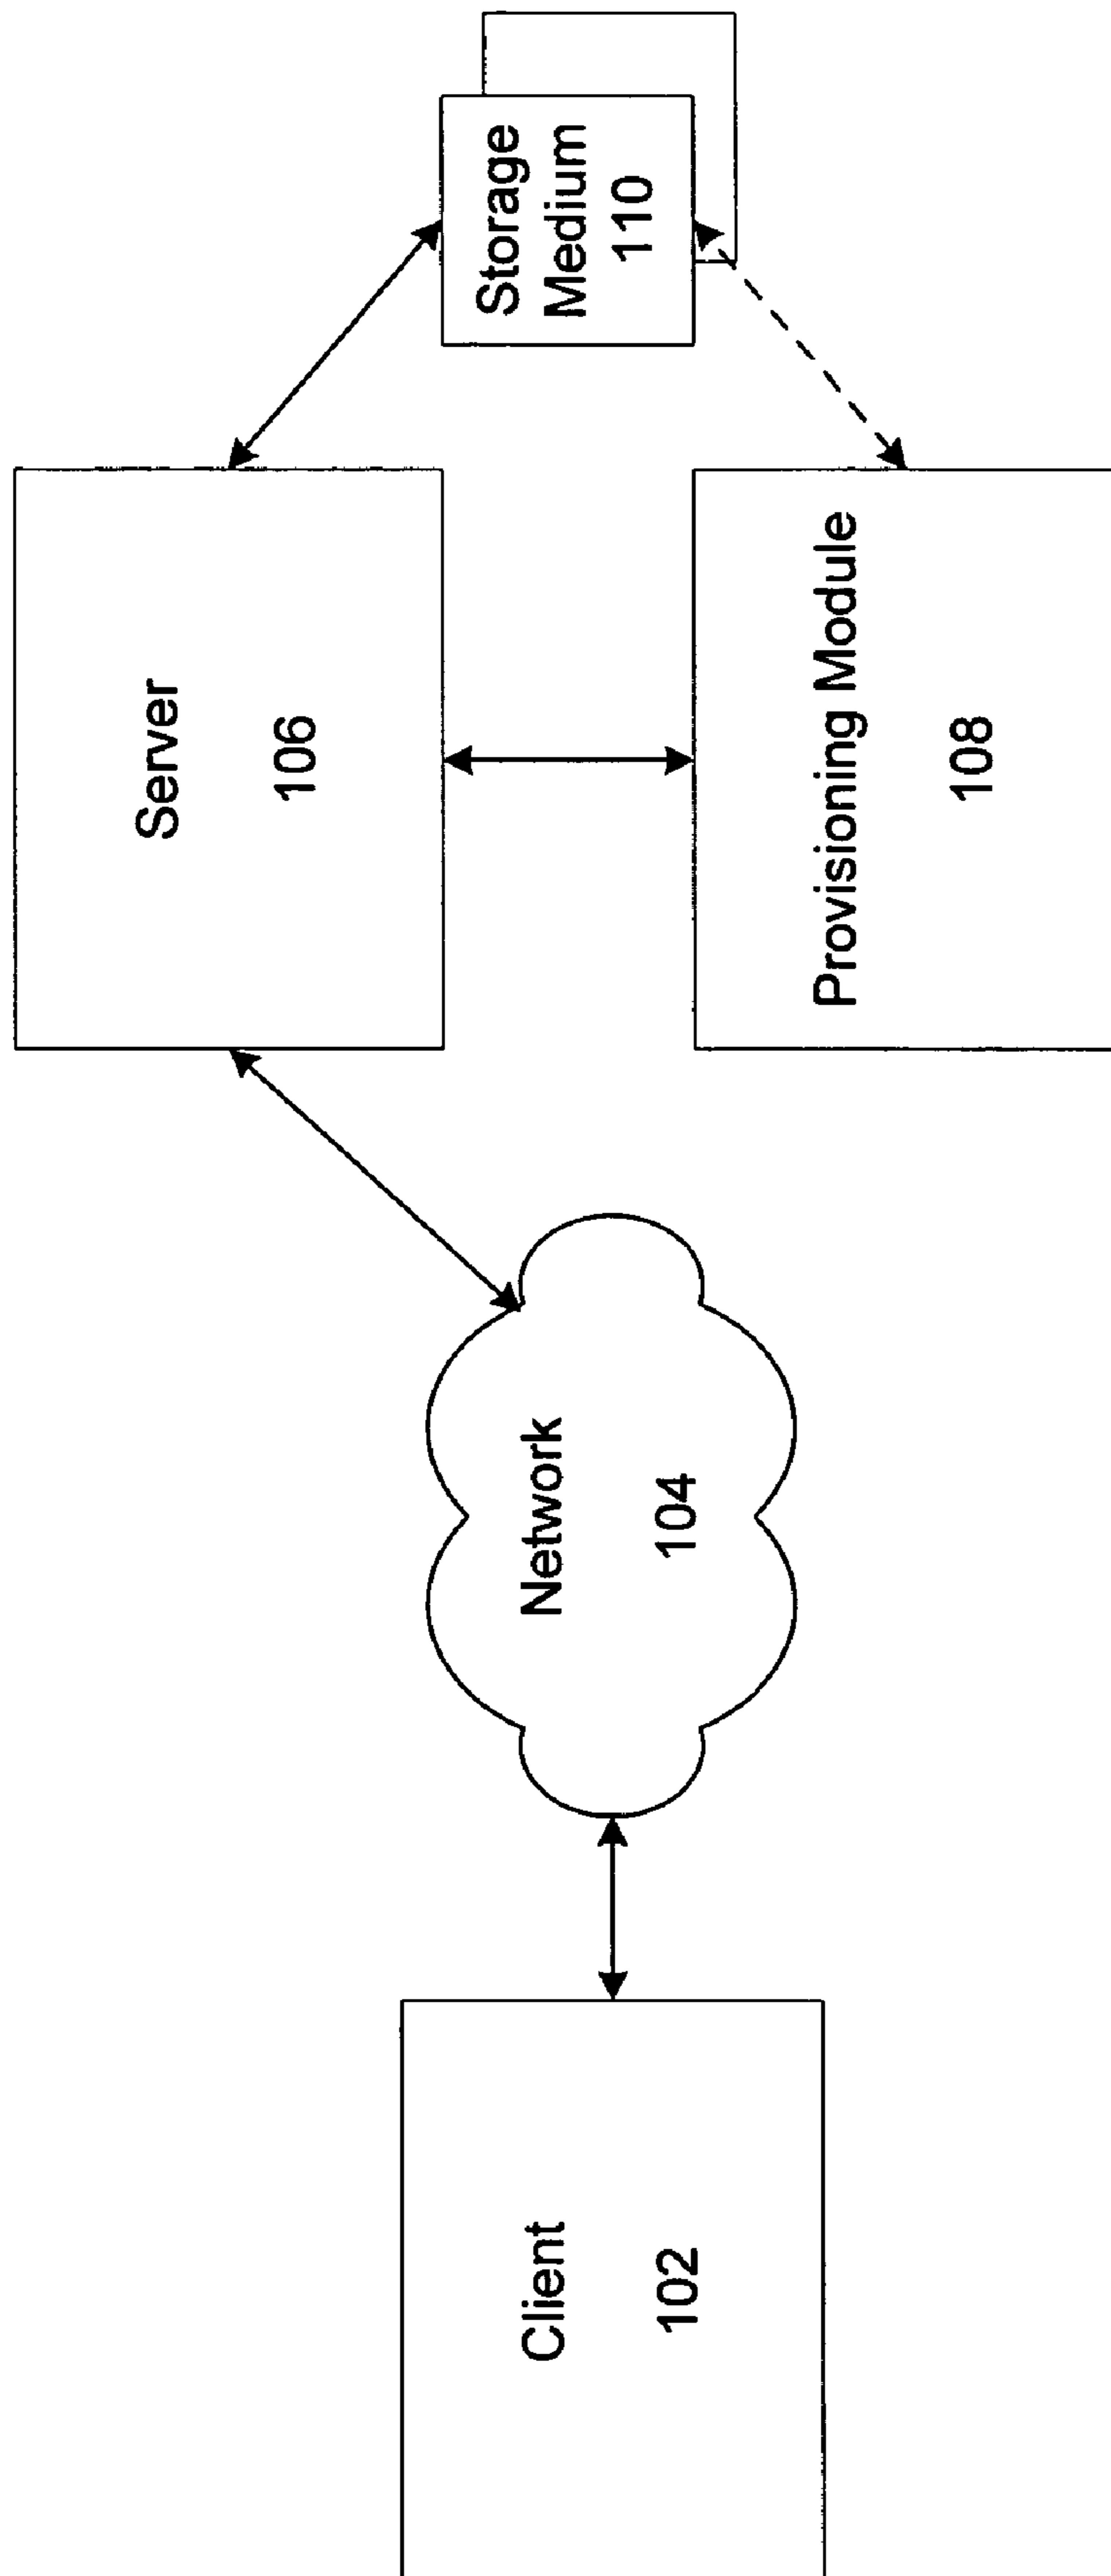 Client
102
Network
104
Server
106
Provisioning Module
108
Storage
Medium
110